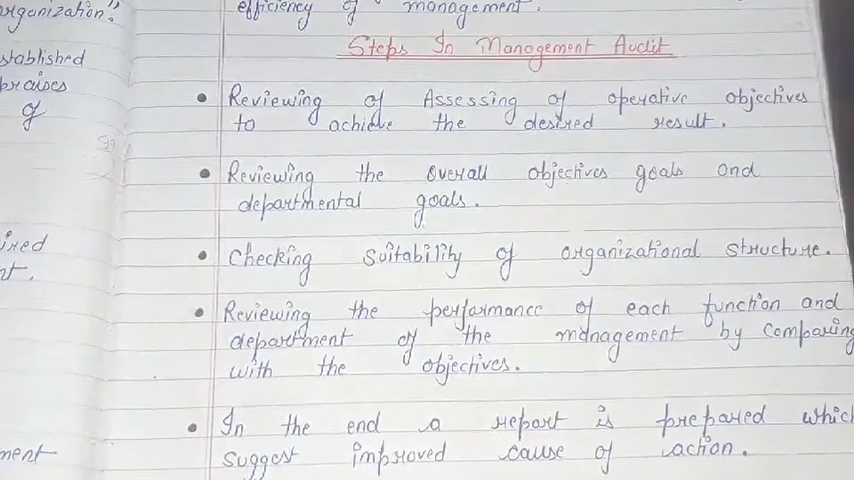 organization."
stablished
praises
of
ired
nt.
ment
efficiency of management.
Steps In Management Audit
• Reviewing of Assessing of operative objectives
to achieve the desired result.
• Reviewing the overall objectives goals and
departmental goals.
• Checking suitability of organizational structure.
• Reviewing the performance of each function and
department of the management by comparing
with the objectives.
• In the end a report is prepared which
suggest improved cause of action.